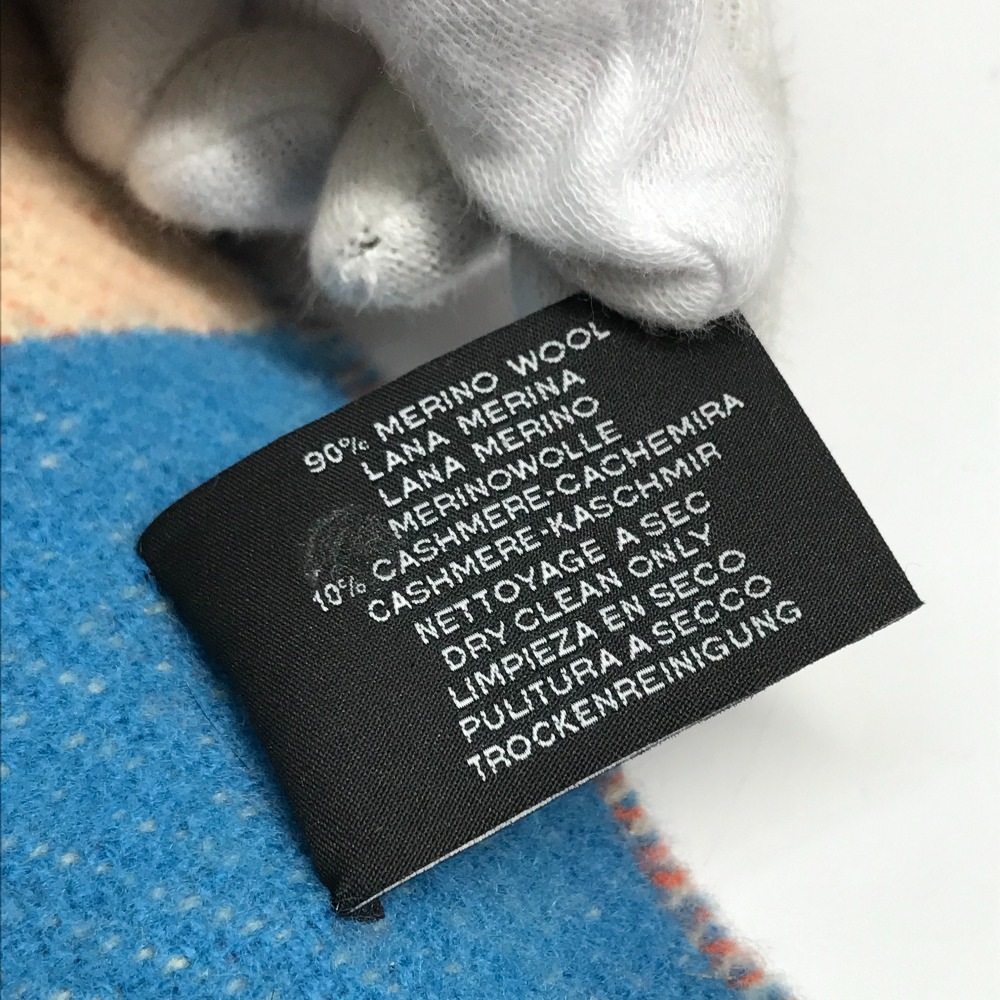 90% MERINO WOOL
LANA MERINA
LANA MERINO
MERINOWOLLE
10% CASHMERE-CACHEMIRA
CASHMERE-KASCHMIR
NETTOYAGE A SEC
DRY CLEAN ONLY
LIMPIEZA EN SECO
PULITURA A SECCO
TROCKENREINIGUNG